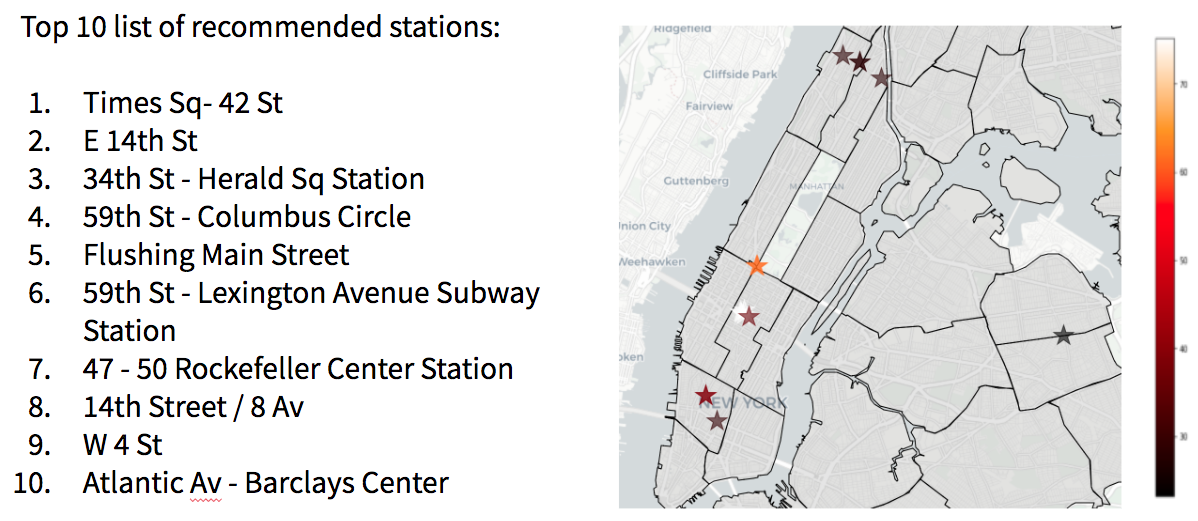 Top 10 list of recommended stations:
1. Times Sq- 42 St
2. E 14th St
3. 34th St - Herald Sq Station
4. 59th St - Columbus Circle
5. Flushing Main Street
6. 59th St - Lexington Avenue Subway
Station
7. 47 - 50 Rockefeller Center Station
8. 14th Street / 8 Av
9. W 4 St
10. Atlantic Av - Barclays Center
Ridgefield
Cliffside Park
Fairview
Guttenberg
MANHATTAN
Union City
Weehawken
oken
NEW YORK
70
60
50
40
30